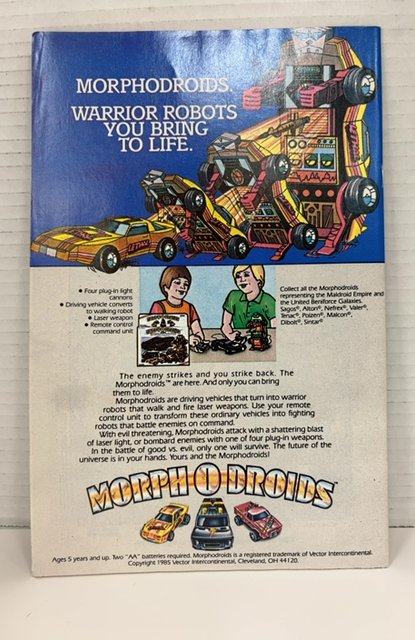 MORPHODROIDS.
WARRIOR ROBOTS
YOU BRING
TO LIFE.
• Four plug-in light
cannons
• Driving vehicle converts
to walking robot
• Laser weapon
• Remote control
command unit
Collect all the Morphodroids
representing the Maldroid Empire and
the United Beniforce Galaxies.
Sagos®, Alton®, Nefrex®, Valer®,
Tenac®, Poizen®, Malcon®,
Dibolt®, Sintar®
The enemy strikes and you strike back. The
Morphodroids™ are here. And only you can bring
them to life.
Morphodroids are driving vehicles that turn into warrior
robots that walk and fire laser weapons. Use your remote
control unit to transform these ordinary vehicles into fighting
robots that battle enemies on command.
With evil threatening, Morphodroids attack with a shattering blast
of laser light, or bombard enemies with one of four plug-in weapons.
In the battle of good vs. evil, only one will survive. The future of the
universe is in your hands. Yours and the Morphodroids!
MORPH-O-DROIDS™
Ages 5 years and up. Two "AA" batteries required. Morphodroids is a registered trademark of Vector Intercontinental.
Copyright 1985 Vector Intercontinental, Cleveland, OH 44120.